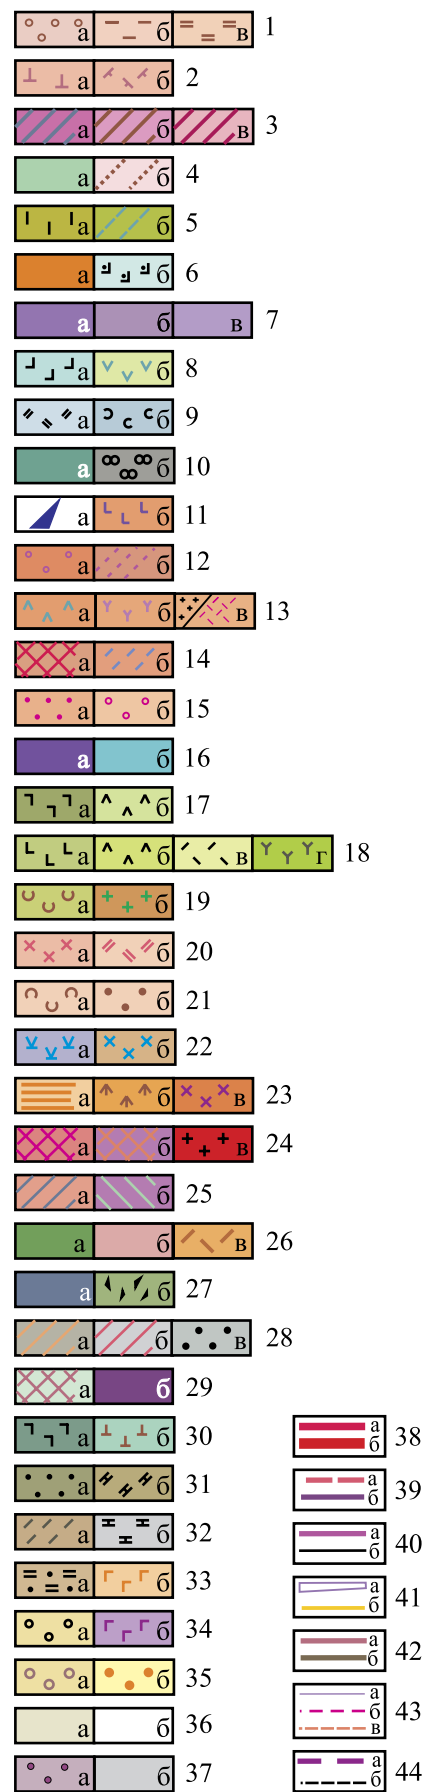 а б в 1
а б 2
а б в 3
а б 4
а б 5
а б 6
а б в 7
а б 8
а б 9
а б 10
а б 11
а б 12
а б в 13
а б 14
а б 15
а б 16
а б 17
а б в г 18
а б 19
а б 20
а б 21
а б 22
а б в 23
а б в 24
а б 25
а б в 26
а б 27
а б в 28
а б 29
а б 30
а б 31
а б 32
а б 33
а б 34
а б 35
а б 36
а б 37
а
б 38
а
б 39
а
б 40
а
б 41
а
б 42
а
б 43
в
а
б 44